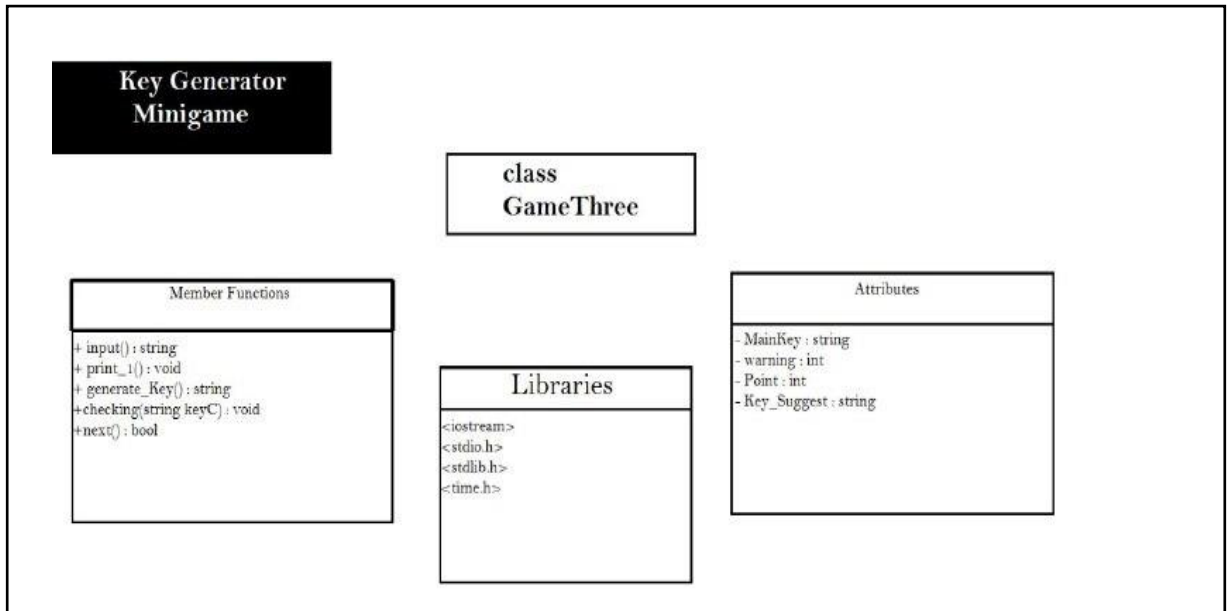 Key Generator
Minigame
class
GameThree
Member Functions
+ input() : string
+ print_1() : void
+ generate_Key() : string
+checking(string keyC) : void
+next() : bool
Libraries
<iostream>
<stdio.h>
<stdlib.h>
<time.h>
Attributes
- MainKey : string
- warning : int
- Point : int
- Key_Suggest : string